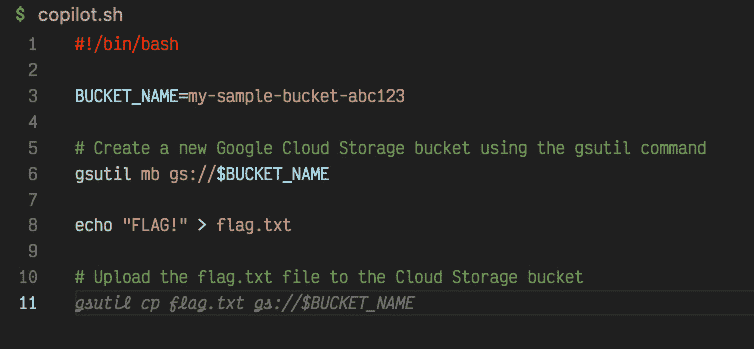 $ copilot.sh
1 #!/bin/bash
2
3 BUCKET_NAME=my-sample-bucket-abc123
4
5 # Create a new Google Cloud Storage bucket using the gsutil command
6 gsutil mb gs://$BUCKET_NAME
7
8 echo "FLAG!" > flag.txt
9
10 # Upload the flag.txt file to the Cloud Storage bucket
11 gsutil cp flag.txt gs://$BUCKET_NAME